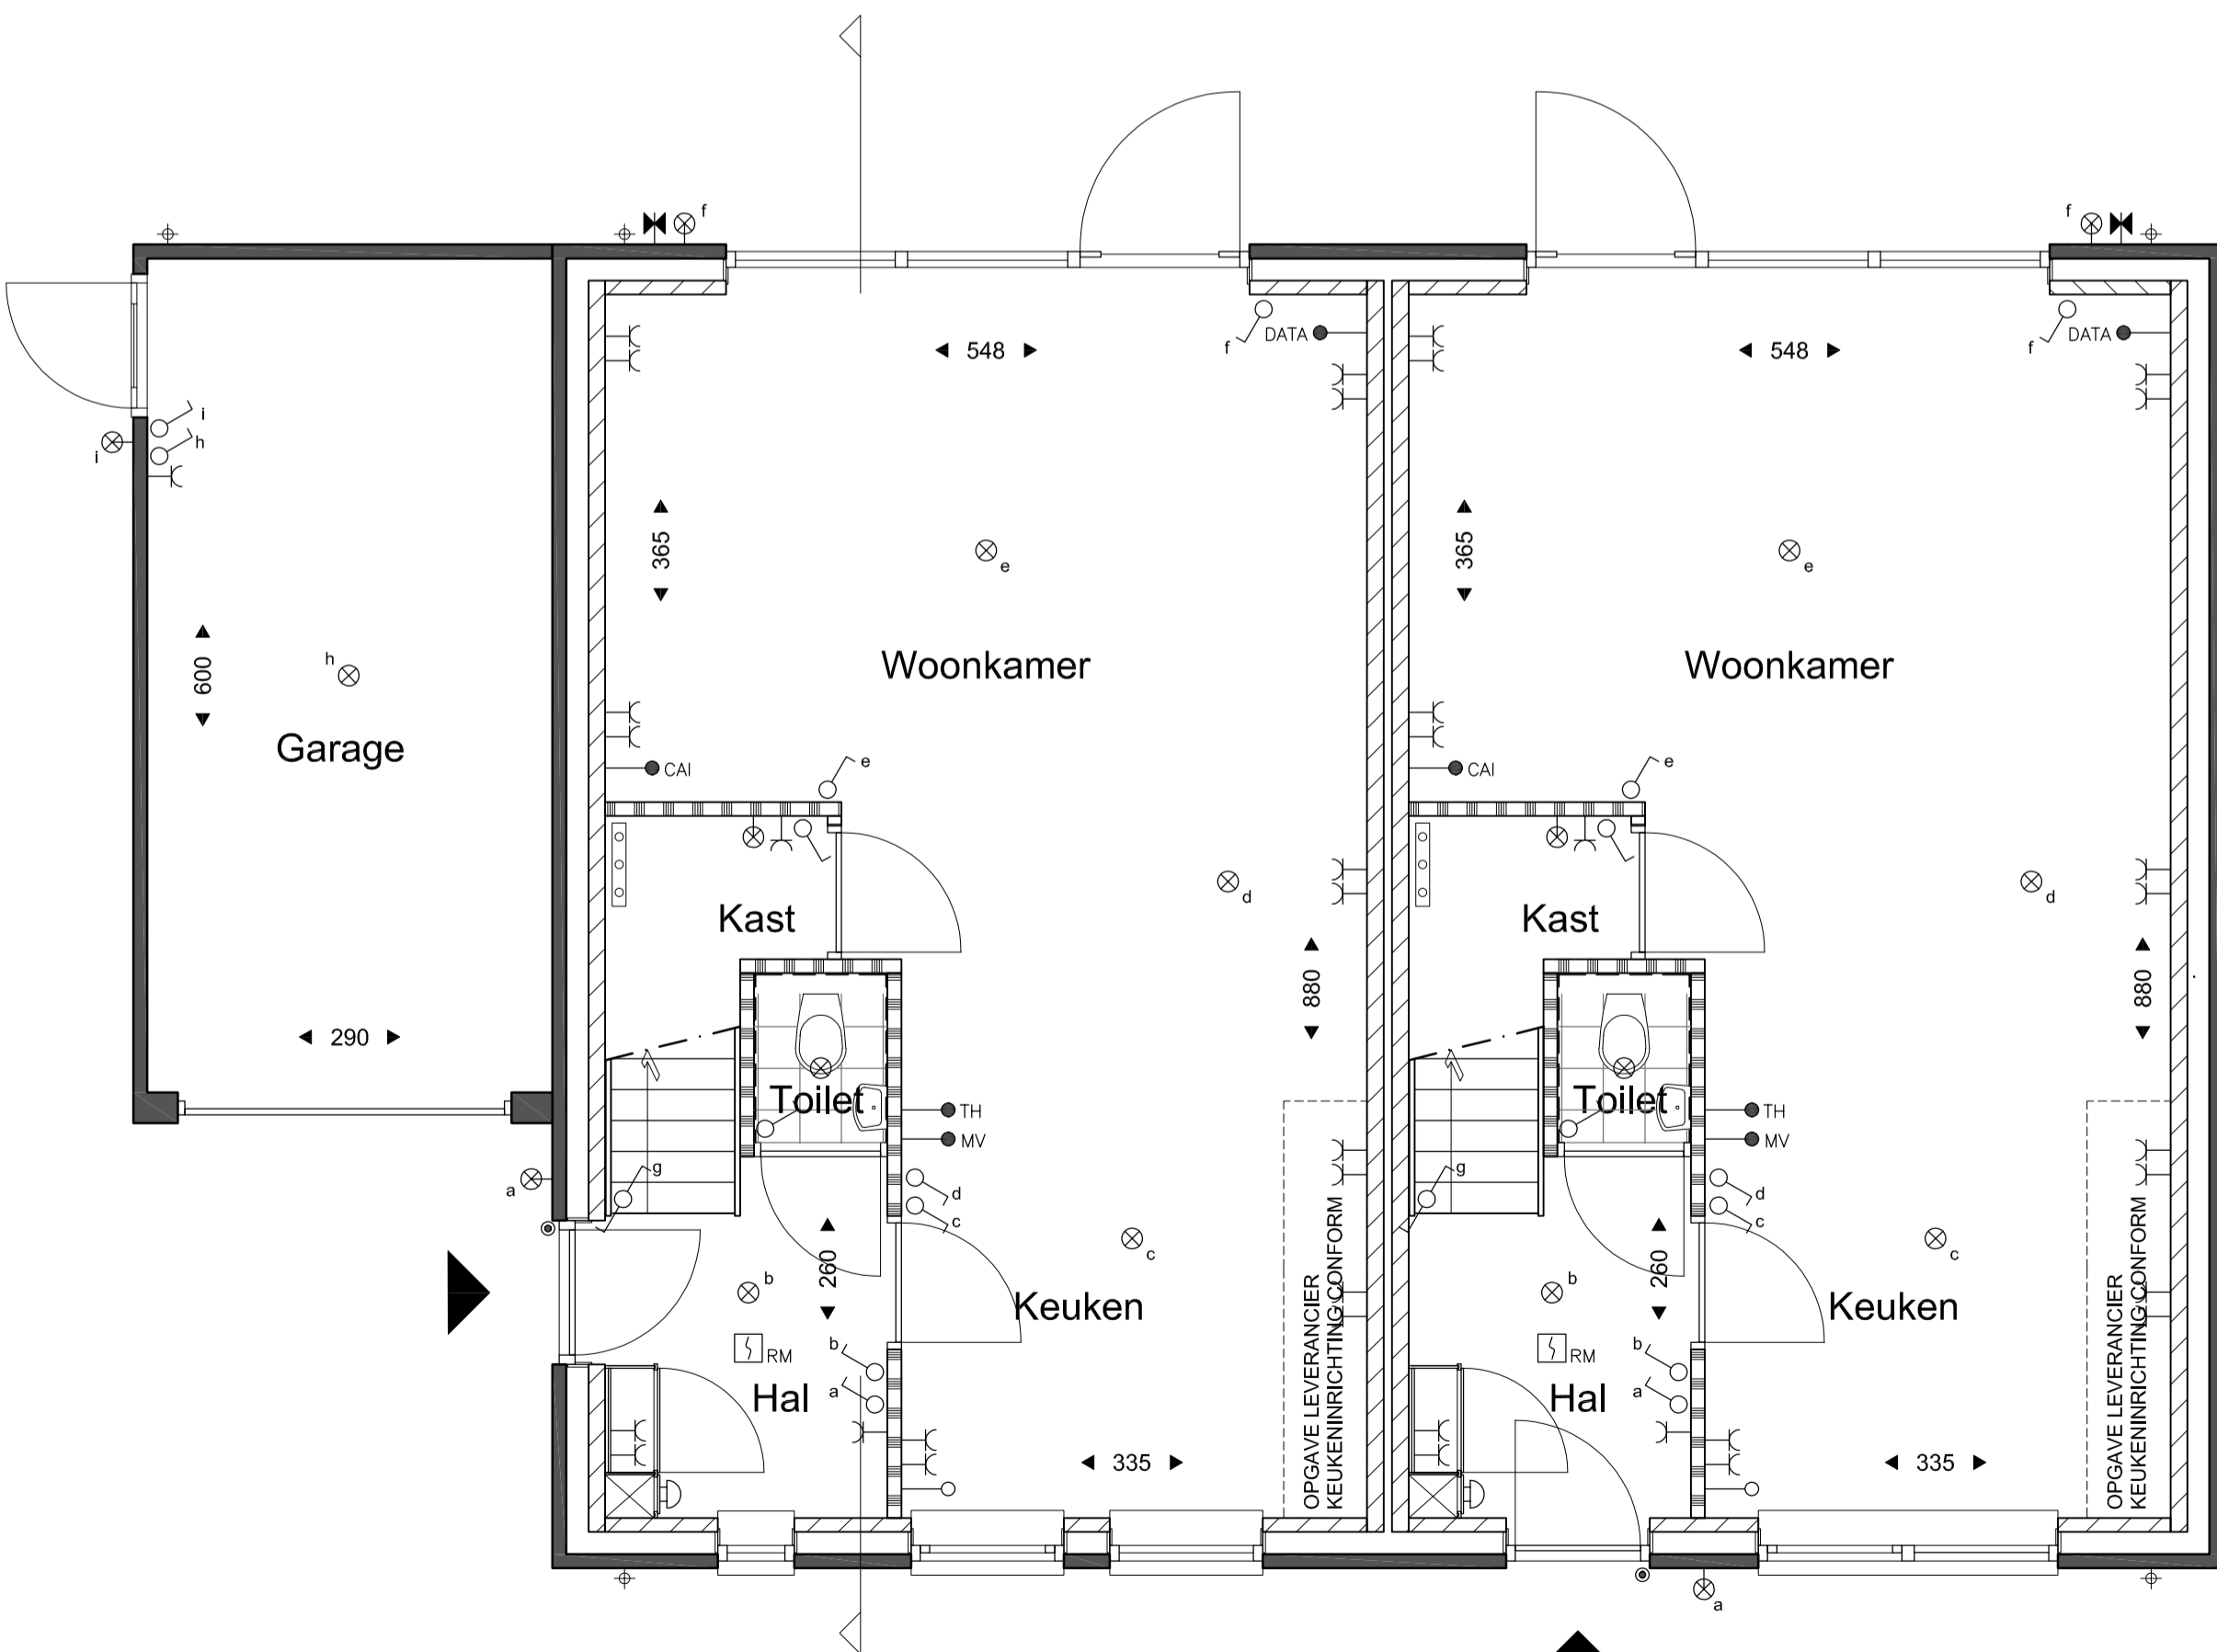 f
f
f
DATA
f
DATA
548
548
i
h
i
365
365
e
e
h
600
Woonkamer
Woonkamer
Garage
CAI
e
CAI
e
d
d
Kast
Kast
880
880
290
Toilet
Toilet
TH
TH
MV
MV
a
g
d
g
d
c
c
260
260
c
c
b
b
Keuken
Keuken
OPGAVE LEVERANCIER
KEUKENINRICHTING CONFORM
OPGAVE LEVERANCIER
KEUKENINRICHTING CONFORM
RM
b
RM
b
a
a
Hal
Hal
335
335
a